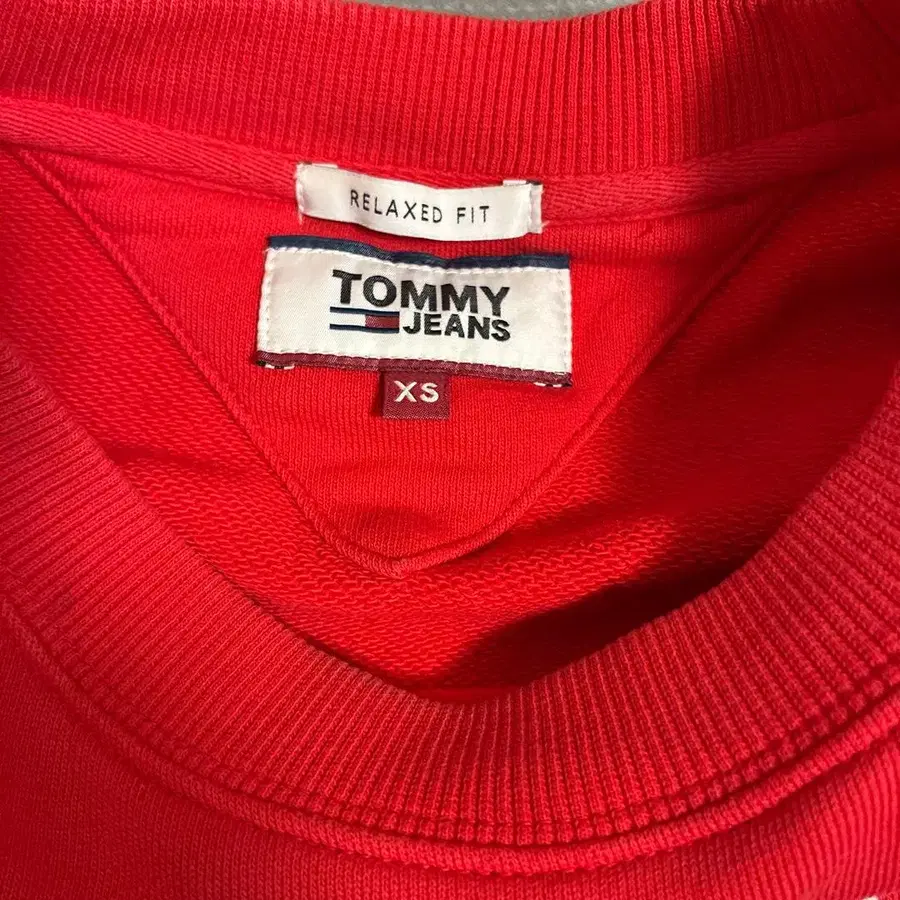 RELAXED FIT
TOMMY
JEANS
XS